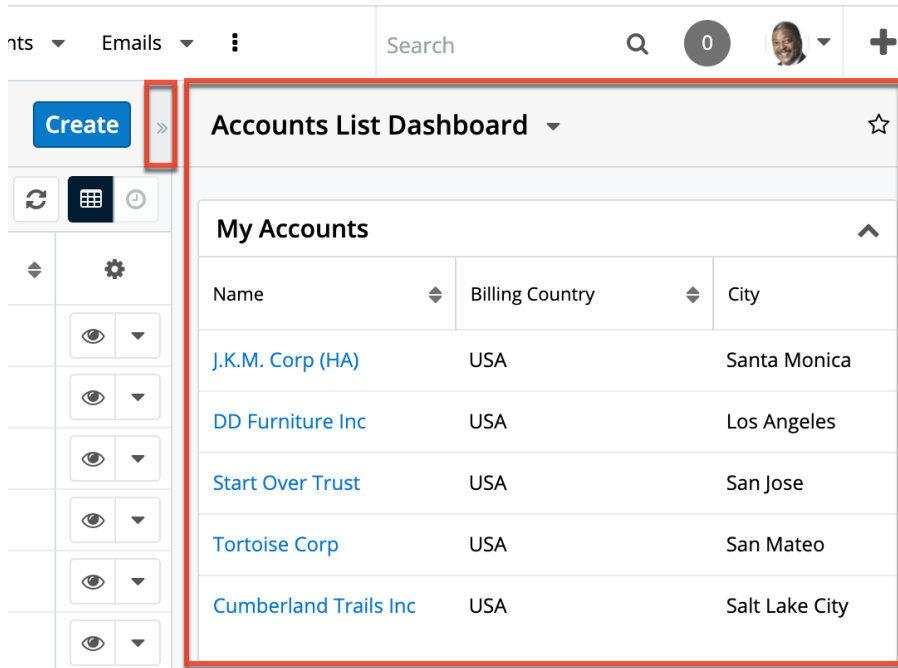 nts Emails Search 0
Create » Accounts List Dashboard
My Accounts
Name Billing Country City
J.K.M. Corp (HA) USA Santa Monica
DD Furniture Inc USA Los Angeles
Start Over Trust USA San Jose
Tortoise Corp USA San Mateo
Cumberland Trails Inc USA Salt Lake City